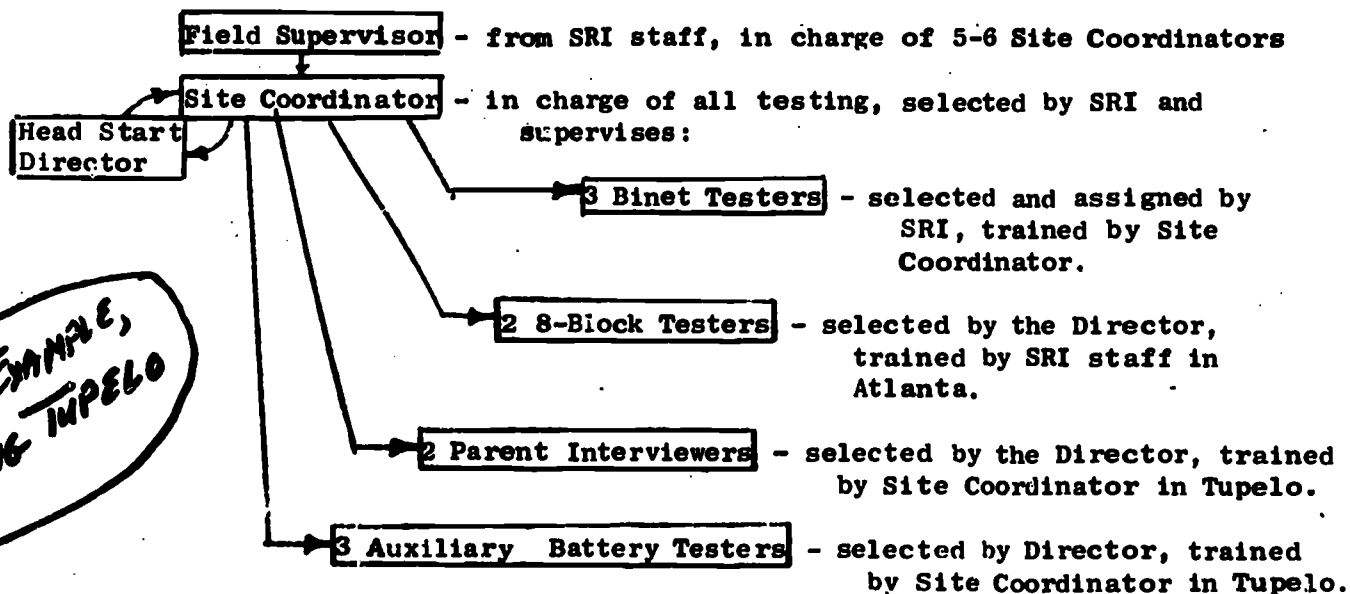 Field Supervisor - from SRI staff, in charge of 5-6 Site Coordinators
Site Coordinator - in charge of all testing, selected by SRI and
supervises:
Head Start
Director
3 Binet Testers - selected and assigned by
SRI, trained by Site
Coordinator.
2 8-Block Testers - selected by the Director,
trained by SRI staff in
Atlanta.
EXAMPLE,
TUPELO
2 Parent Interviewers - selected by the Director, trained
by Site Coordinator in Tupelo.
3 Auxiliary Battery Testers - selected by Director, trained
by Site Coordinator in Tupelo.